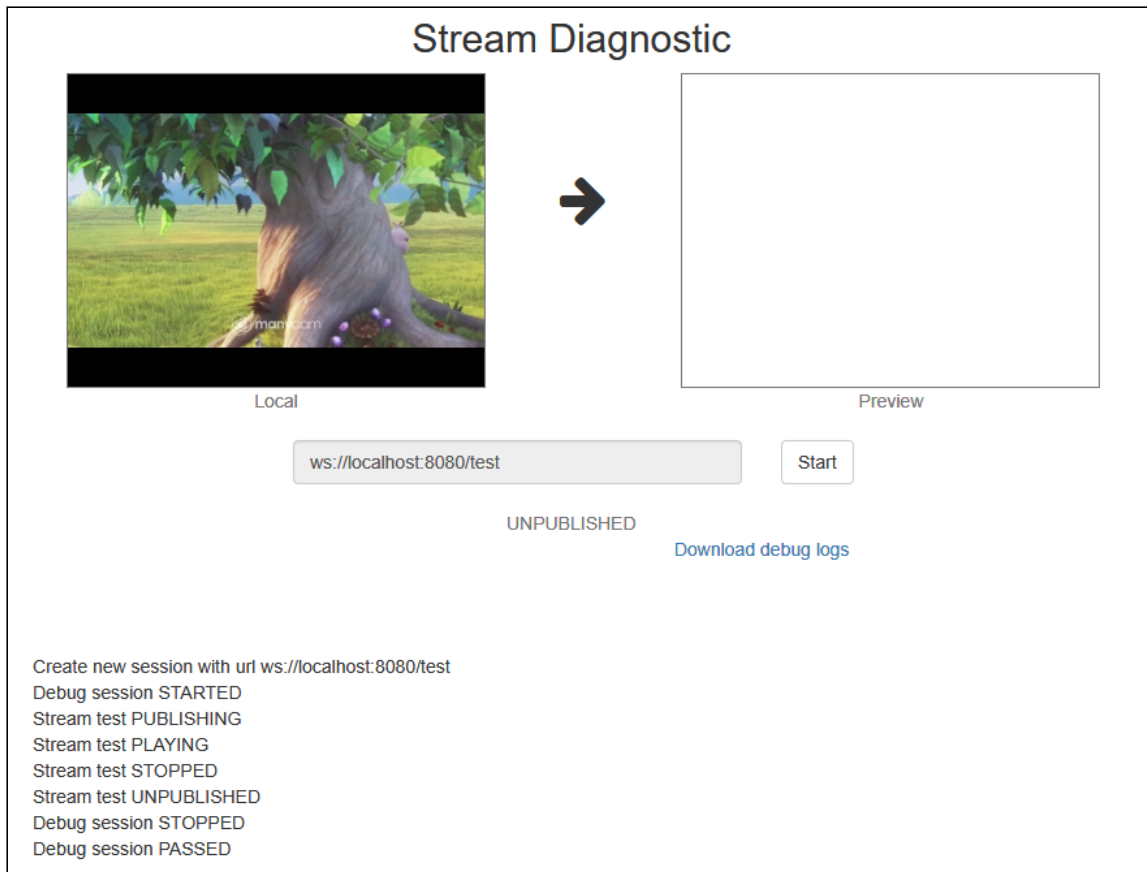 Stream Diagnostic
manycam
Local
Preview
ws://localhost:8080/test
Start
UNPUBLISHED
Download debug logs
Create new session with url ws://localhost:8080/test
Debug session STARTED
Stream test PUBLISHING
Stream test PLAYING
Stream test STOPPED
Stream test UNPUBLISHED
Debug session STOPPED
Debug session PASSED